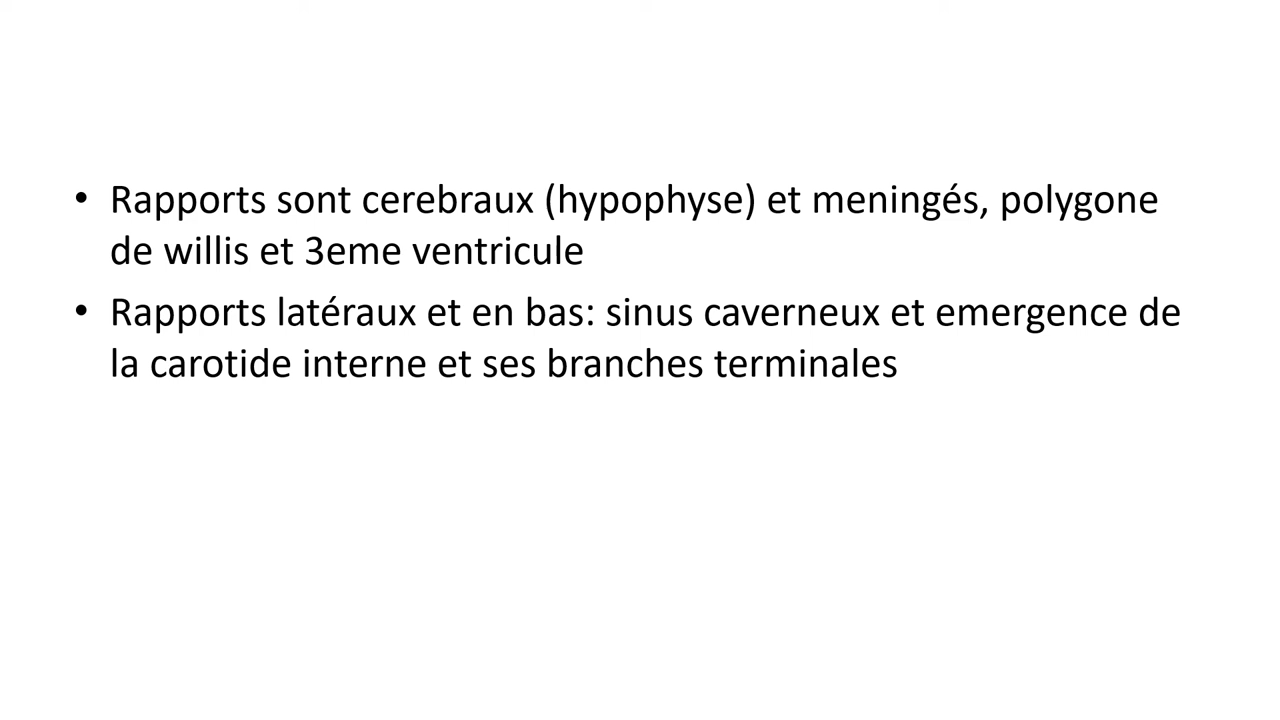 • Rapports sont cerebraux (hypophyse) et meningés, polygone
de willis et 3eme ventricule
• Rapports latéraux et en bas: sinus caverneux et emergence de
la carotide interne et ses branches terminales